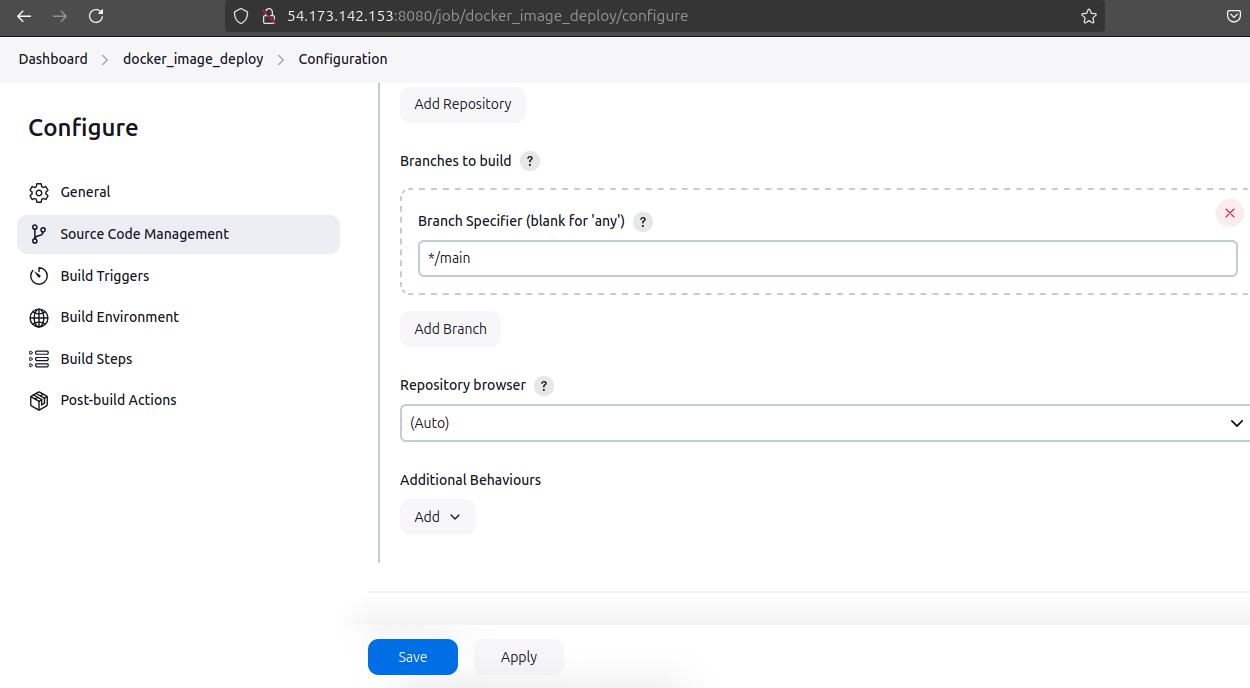 54.173.142.153:8080/job/docker_image_deploy/configure
Dashboard > docker_image_deploy > Configuration
Configure
General
Source Code Management
Build Triggers
Build Environment
Build Steps
Post-build Actions
Add Repository
Branches to build ?
Branch Specifier (blank for 'any') ?
*/main
Add Branch
Repository browser ?
(Auto)
Additional Behaviours
Add
Save Apply